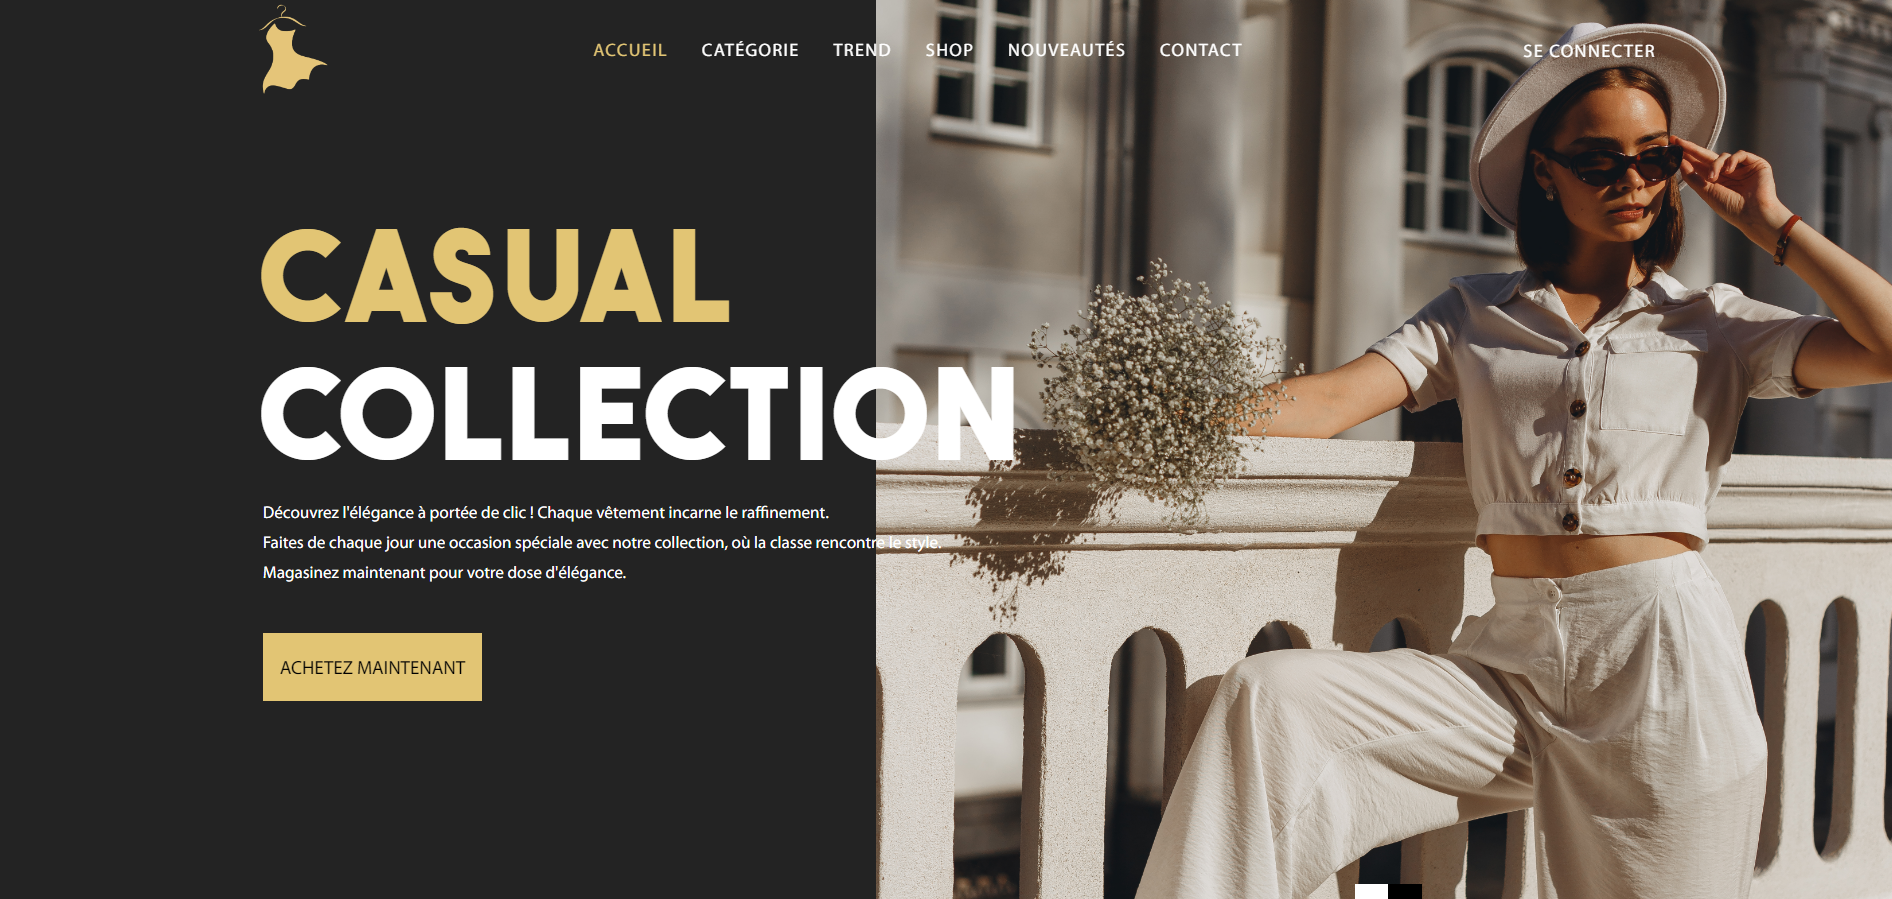 ACCUEIL CATÉGORIE TREND SHOP NOUVEAUTÉS CONTACT SE CONNECTER
CASUAL
COLLECTION
Découvrez l'élégance à portée de clic ! Chaque vêtement incarne le raffinement.
Faites de chaque jour une occasion spéciale avec notre collection, où la classe rencontre le style.
Magasinez maintenant pour votre dose d'élégance.
ACHETEZ MAINTENANT